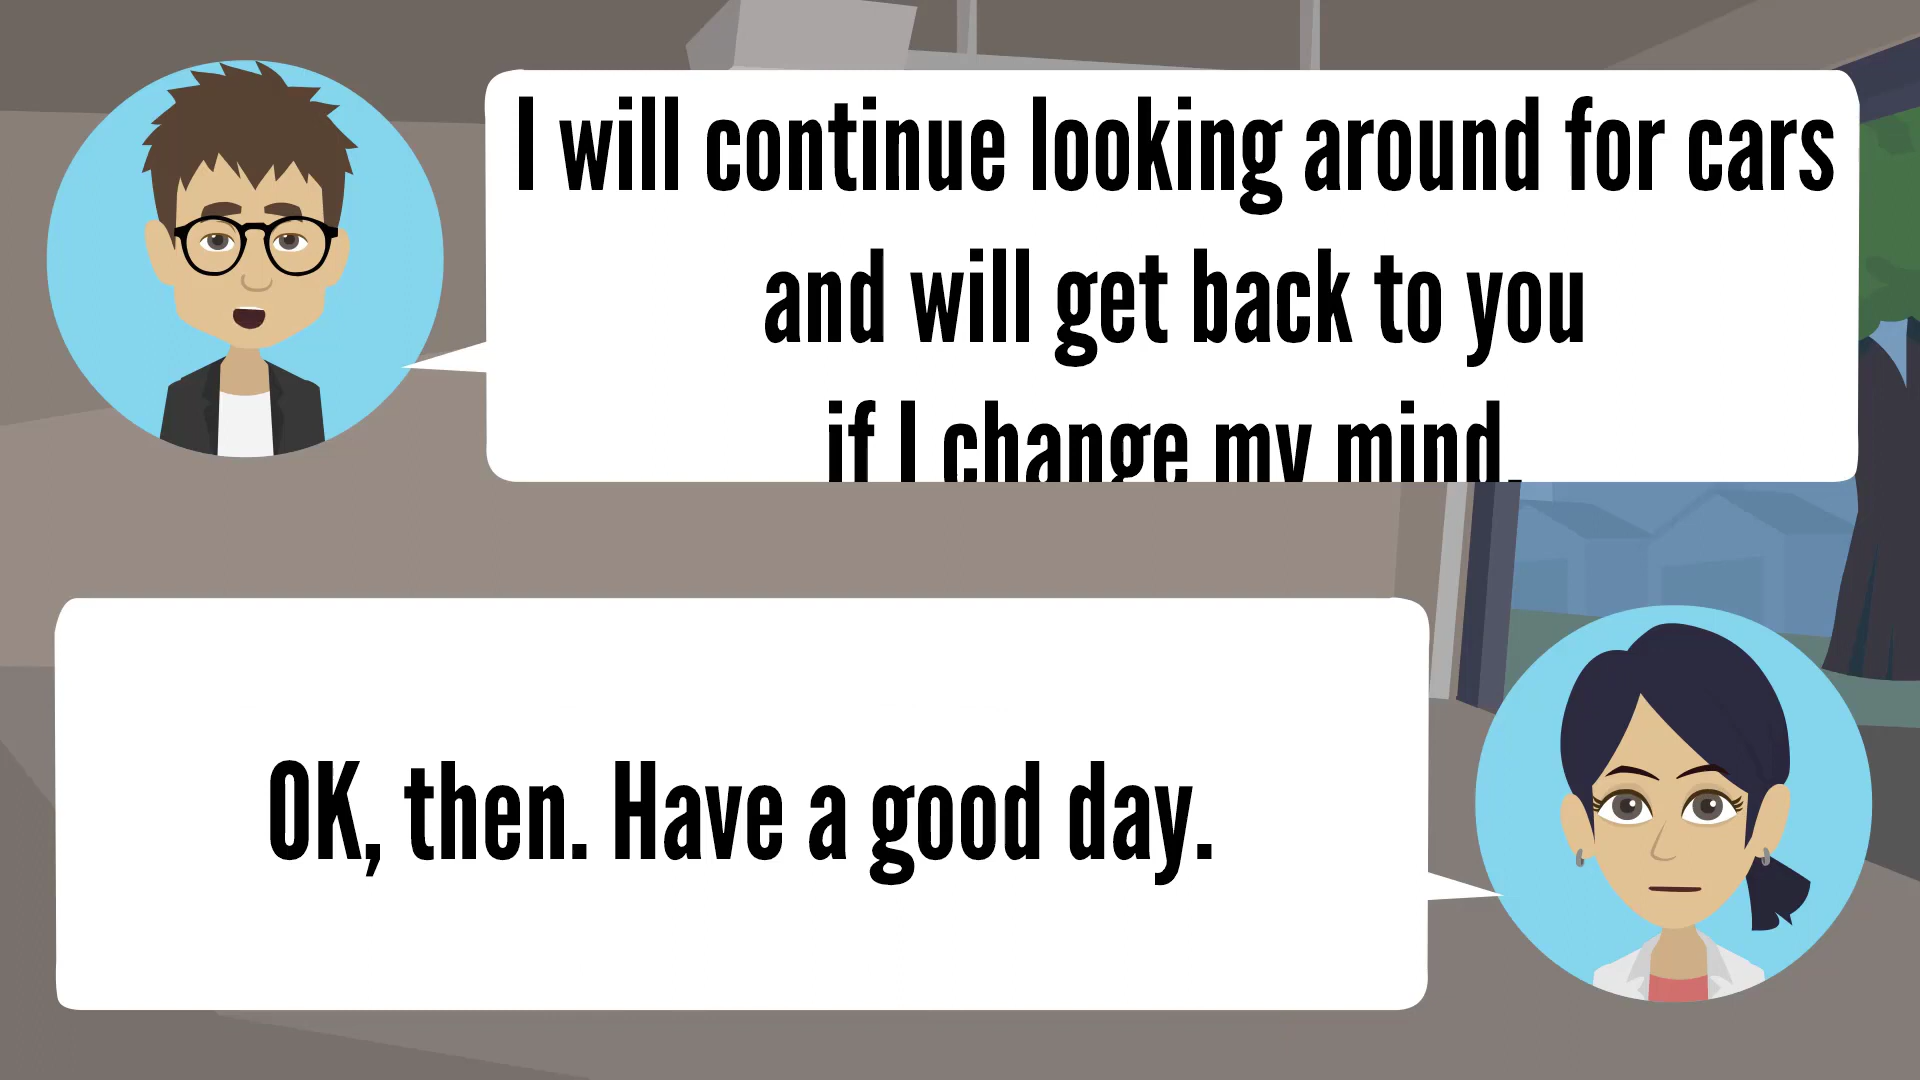 I will continue looking around for cars
and will get back to you
if I change my mind.
OK, then. Have a good day.